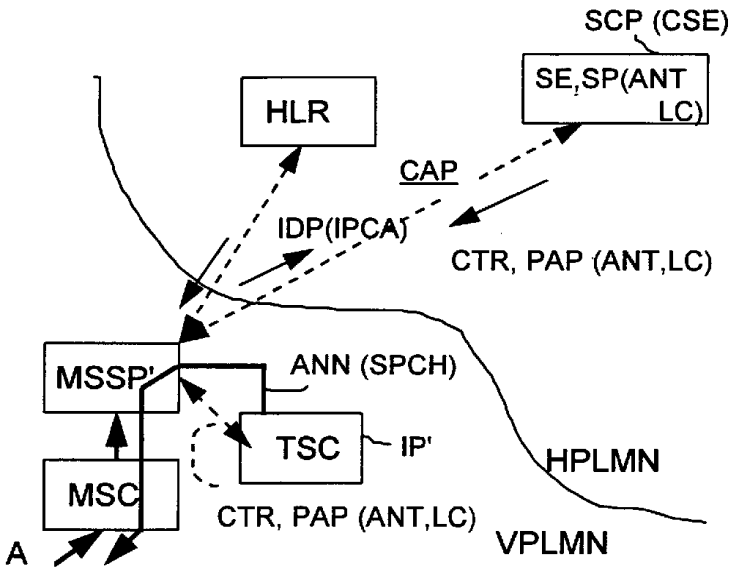 SCP (CSE)
SE,SP(ANT
LC)
HLR
CAP
IDP(IPCA)
CTR, PAP (ANT,LC)
MSSP'
ANN (SPCH)
TSC
IP'
MSC
HPLMN
CTR, PAP (ANT,LC)
VPLMN
A